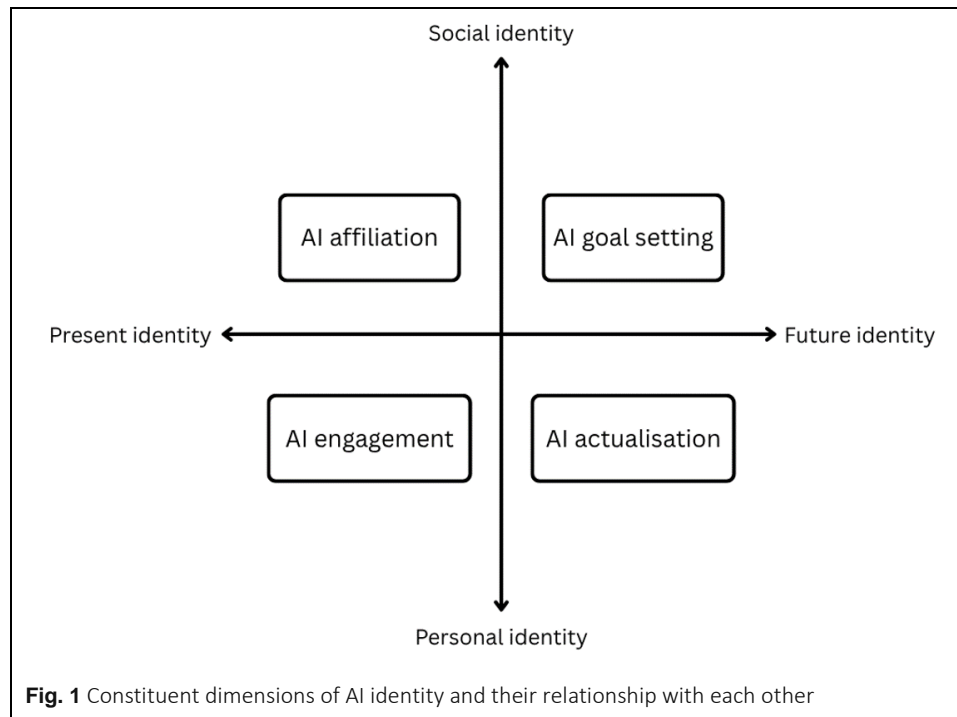 Social identity
AI affiliation
AI goal setting
Present identity
Future identity
AI engagement
AI actualisation
Personal identity
Fig. 1 Constituent dimensions of AI identity and their relationship with each other